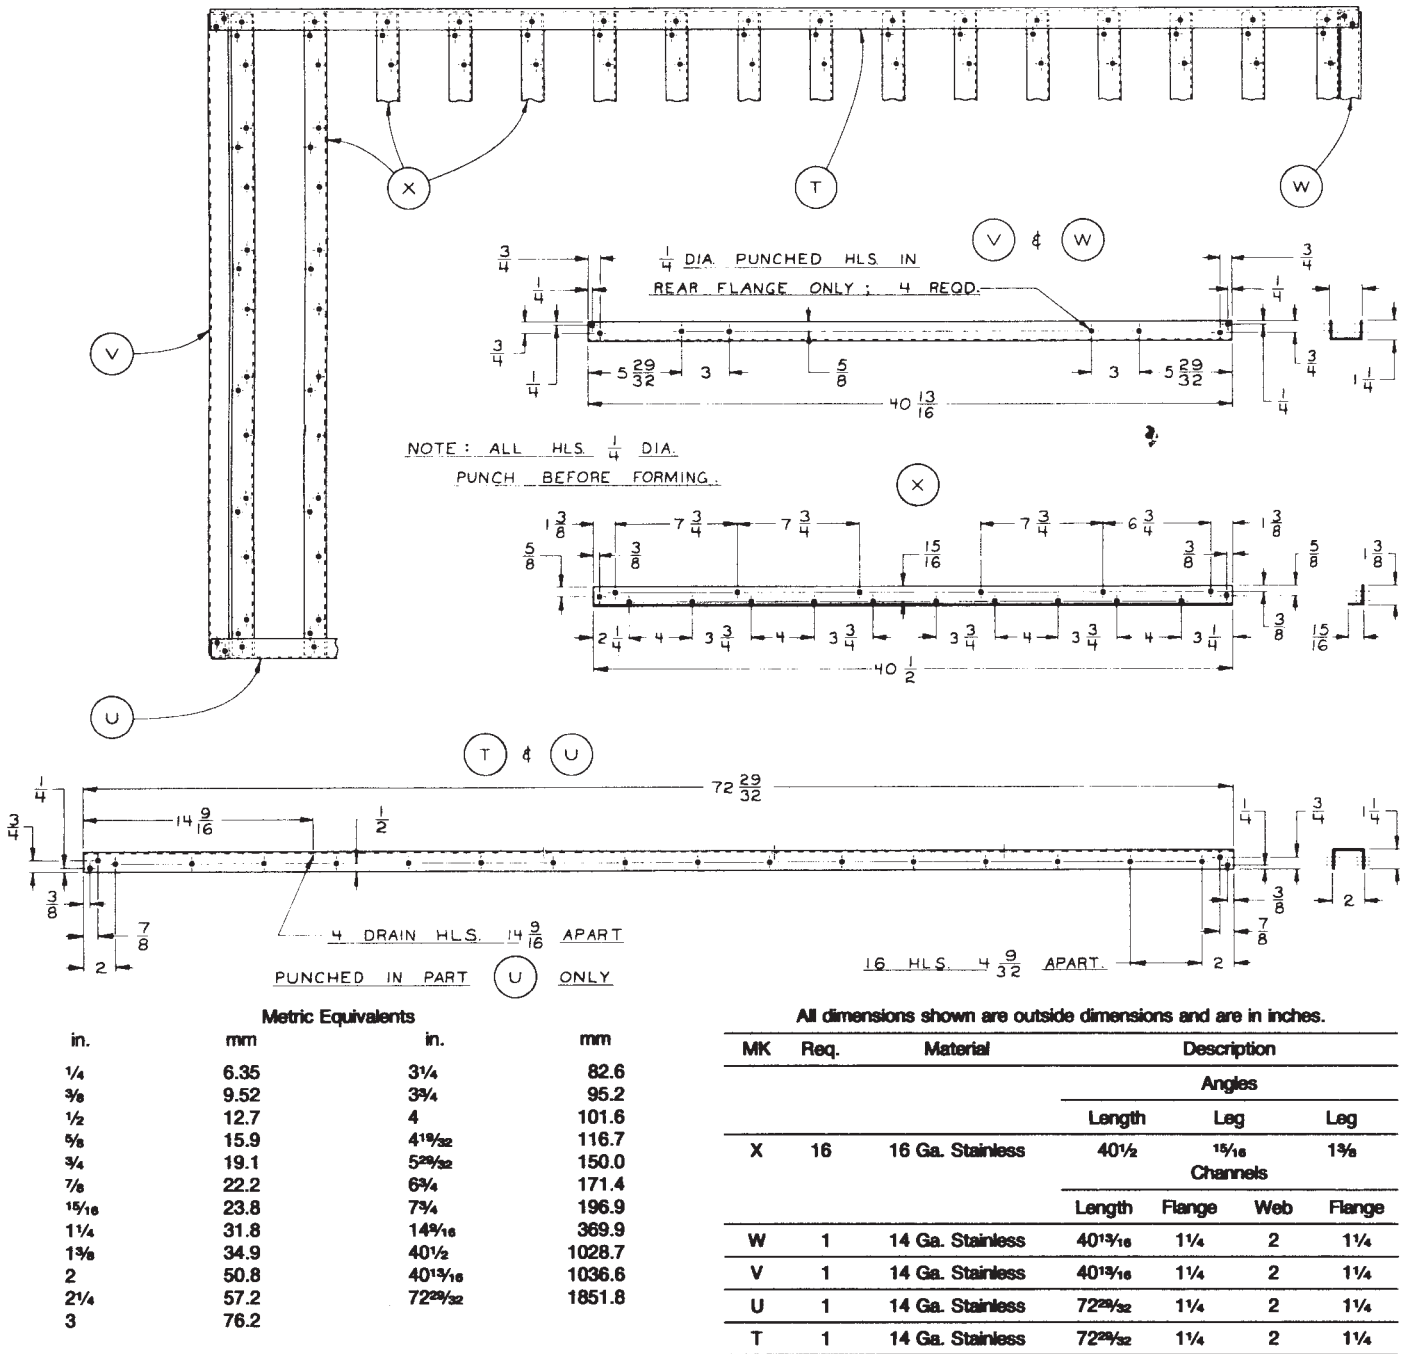 X
T
W
V
V & W
3/4
1/4 DIA. PUNCHED HLS. IN
REAR FLANGE ONLY; 4 REQD.
3/4
1/4
1/4
3/4
1/4
5 29/32
3
5/8
3
5 29/32
1/4
3/4
1 1/4
40 13/16
NOTE: ALL HLS. 1/4 DIA.
PUNCH BEFORE FORMING.
X
1 3/8
7 3/4
7 3/4
7 3/4
6 3/4
1 3/8
5/8
3/8
15/16
3/8
5/8
1 3/8
2 1/4
4
3 3/4
4
3 3/4
3 3/4
4
3 3/4
4
3 1/4
3/8
15/16
40 1/2
U
T & U
72 29/32
1/4
3/4
14 9/16
1/2
1/4
3/4
1 1/4
3/8
7/8
2
4 DRAIN HLS. 14 9/16 APART
PUNCHED IN PART U ONLY
16 HLS. 4 9/32 APART.
2
3/8
7/8
2
Metric Equivalents
in. mm in. mm
1/4 6.35 3 1/4 82.6
3/8 9.52 3 3/4 95.2
1/2 12.7 4 101.6
5/8 15.9 4 19/32 116.7
3/4 19.1 5 29/32 150.0
7/8 22.2 6 3/4 171.4
15/16 23.8 7 3/4 196.9
1 1/4 31.8 14 9/16 369.9
1 3/8 34.9 40 1/2 1028.7
2 50.8 40 13/16 1036.6
2 1/4 57.2 72 29/32 1851.8
3 76.2
All dimensions shown are outside dimensions and are in inches.
MK Req. Material Description
Angles
Length Leg Leg
X 16 16 Ga. Stainless 40 1/2 15/16 1 3/8
Channels
Length Flange Web Flange
W 1 14 Ga. Stainless 40 13/16 1 1/4 2 1 1/4
V 1 14 Ga. Stainless 40 13/16 1 1/4 2 1 1/4
U 1 14 Ga. Stainless 72 29/32 1 1/4 2 1 1/4
T 1 14 Ga. Stainless 72 29/32 1 1/4 2 1 1/4